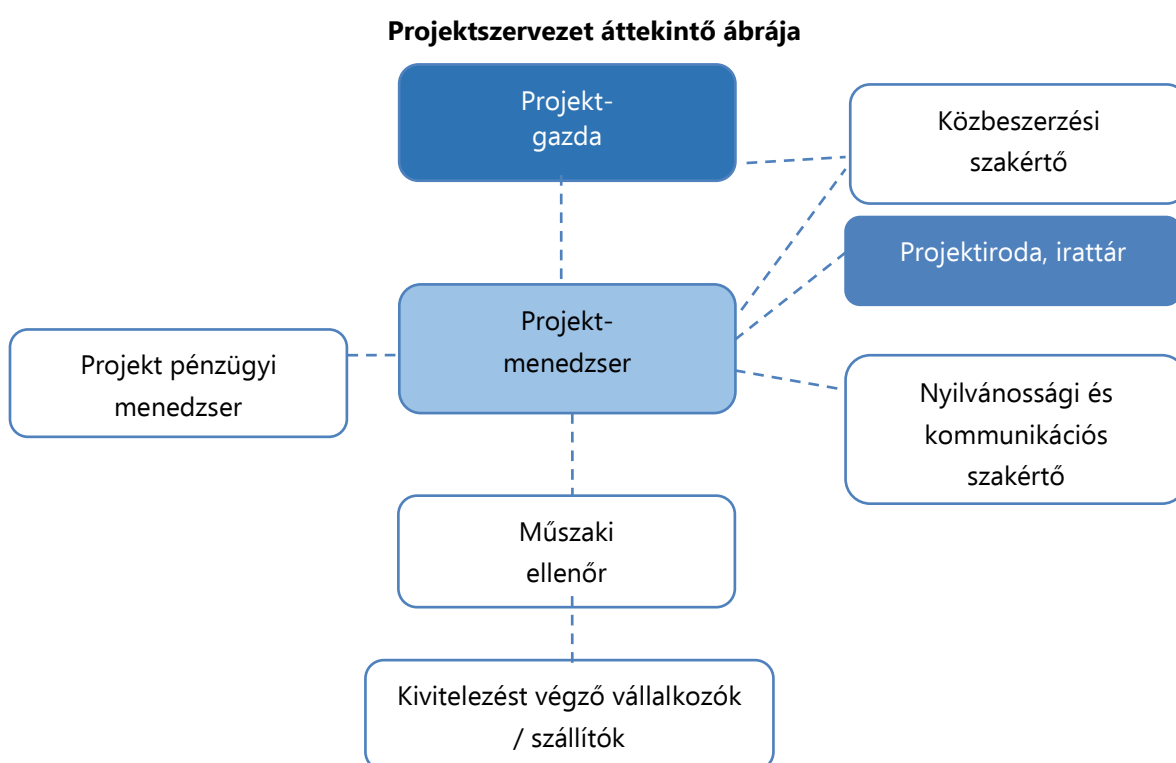 Projektszervezet áttekintő ábrája
Projekt-
gazda
Közbeszerzési
szakértő
Projektiroda, irattár
Projekt-
menedzser
Projekt pénzügyi
menedzser
Nyilvánossági és
kommunikációs
szakértő
Műszaki
ellenőr
Kivitelezést végző vállalkozók
/ szállítók